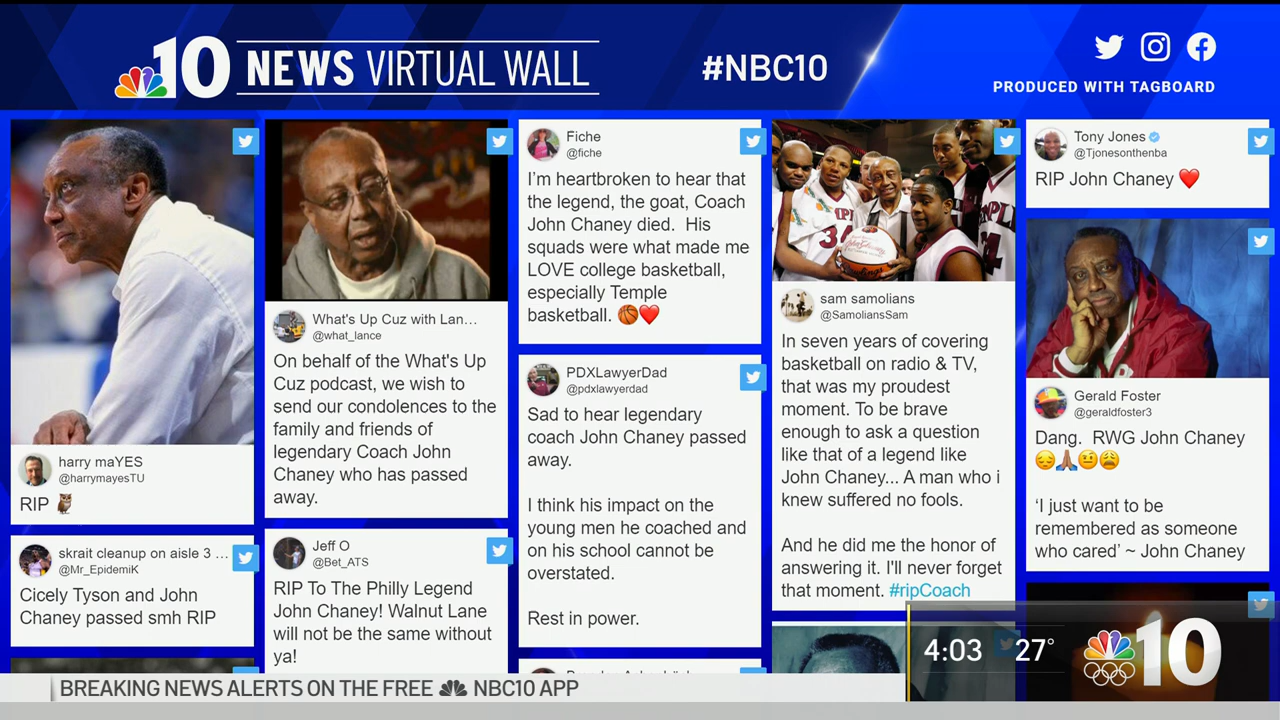 10 NEWS VIRTUAL WALL
#NBC10
PRODUCED WITH TAGBOARD
harry maYES
@harrymayesTU
RIP 🦉
skrait cleanup on aisle 3 ...
@Mr_EpidemiK
Cicely Tyson and John
Chaney passed smh RIP
What's Up Cuz with Lan...
@what_lance
On behalf of the What's Up
Cuz podcast, we wish to
send our condolences to the
family and friends of
legendary Coach John
Chaney who has passed
away.
Jeff O
@Bet_ATS
RIP To The Philly Legend
John Chaney! Walnut Lane
will not be the same without
ya!
Fiche
@fiche
I'm heartbroken to hear that
the legend, the goat, Coach
John Chaney died.  His
squads were what made me
LOVE college basketball,
especially Temple
basketball. 🏀❤️
PDXLawyerDad
@pdxlawyerdad
Sad to hear legendary
coach John Chaney passed
away.
I think his impact on the
young men he coached and
on his school cannot be
overstated.
Rest in power.
34
sam samolians
@SamoliansSam
In seven years of covering
basketball on radio & TV,
that was my proudest
moment. To be brave
enough to ask a question
like that of a legend like
John Chaney... A man who i
knew suffered no fools.
And he did me the honor of
answering it. I'll never forget
that moment. #ripCoach
Tony Jones
@Tjonesonthenba
RIP John Chaney ❤️
Gerald Foster
@geraldfoster3
Dang.  RWG John Chaney
😔🙏🏽🤨😩
‘I just want to be
remembered as someone
who cared’ ~ John Chaney
4:03 27°
10
BREAKING NEWS ALERTS ON THE FREE NBC10 APP